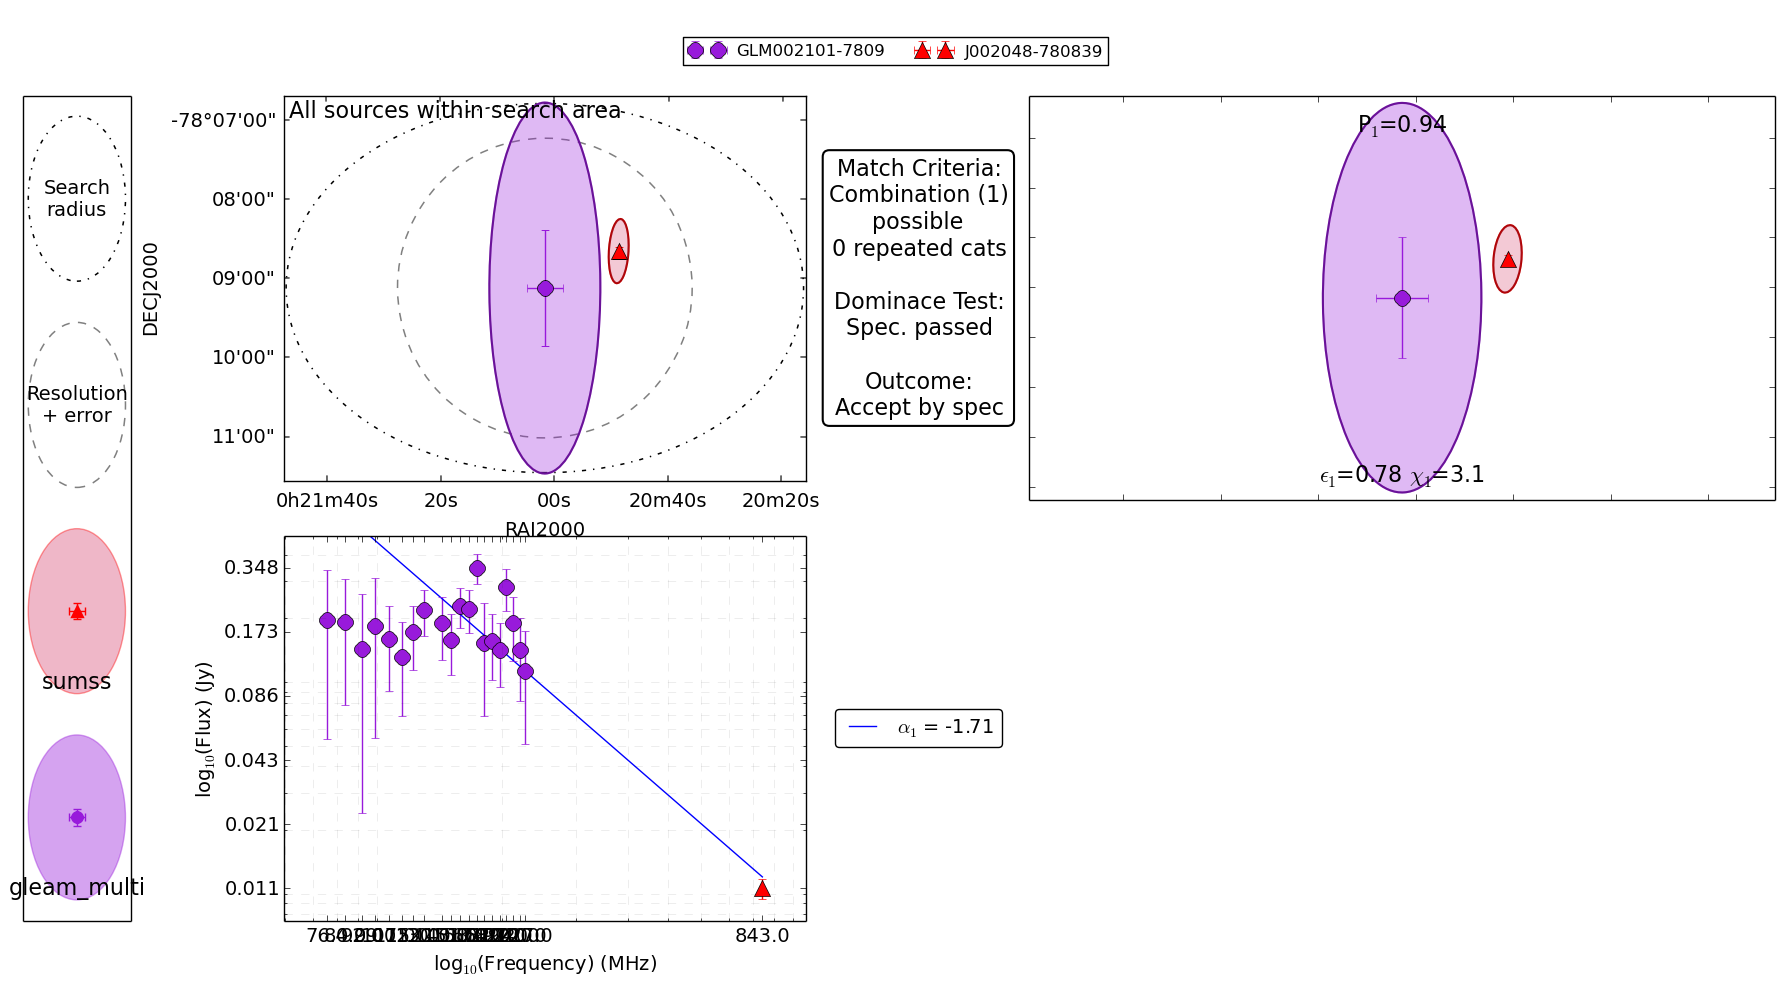 GLM002101-7809 J002048-780839
Search
radius
Resolution
+ error
sumss
gleam_multi
All sources within search area
-78°07'00"
08'00"
09'00"
10'00"
11'00"
DECJ2000
0h21m40s 20s 00s 20m40s 20m20s
RAJ2000
Match Criteria:
Combination (1)
possible
0 repeated cats
Dominace Test:
Spec. passed
Outcome:
Accept by spec
P₁=0.94
ϵ₁=0.78 χ₁=3.1
0.348
0.173
0.086
0.043
0.021
0.011
log₁₀(Flux) (Jy)
843.0
log₁₀(Frequency) (MHz)
α₁ = -1.71